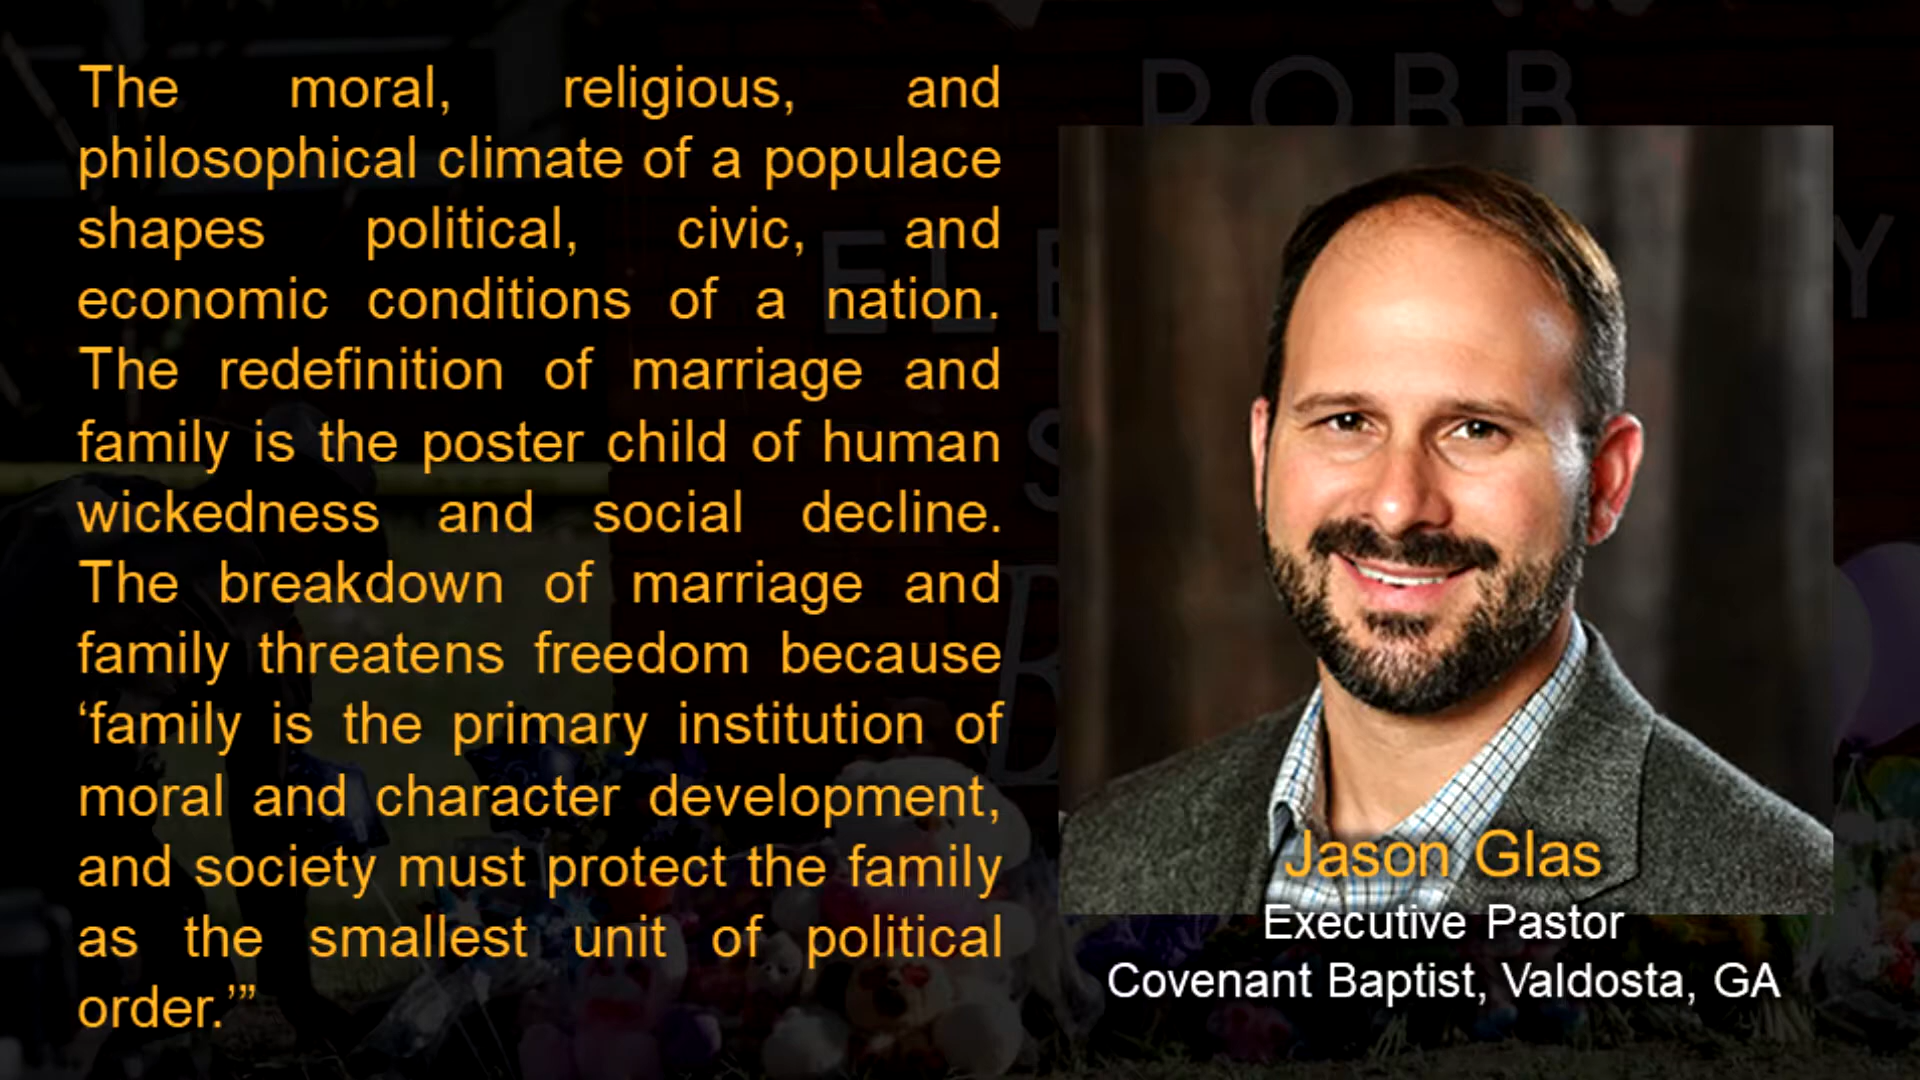 The moral, religious, and
philosophical climate of a populace
shapes political, civic, and
economic conditions of a nation.
The redefinition of marriage and
family is the poster child of human
wickedness and social decline.
The breakdown of marriage and
family threatens freedom because
‘family is the primary institution of
moral and character development,
and society must protect the family
as the smallest unit of political
order.’”
ROBB
Jason Glas
Executive Pastor
Covenant Baptist, Valdosta, GA